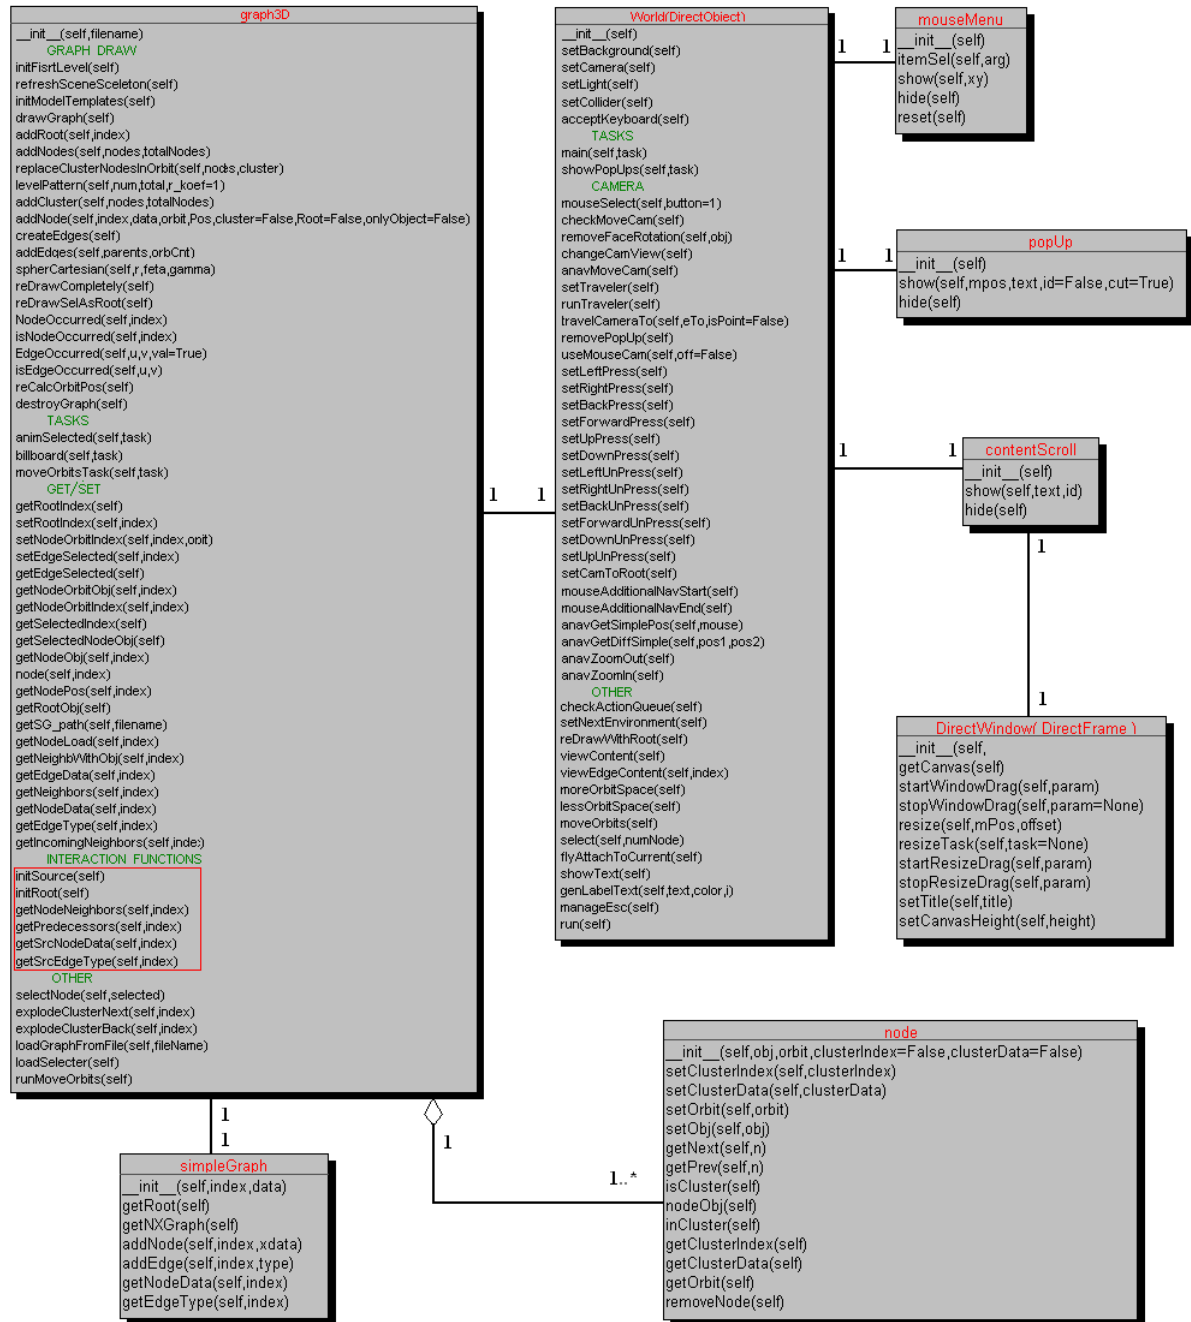 graph3D
__init__(self,filename)
GRAPH DRAW
initFisrtLevel(self)
refreshSceneSceleton(self)
initModelTemplates(self)
drawGraph(self)
addRoot(self,index)
addNodes(self,nodes,totalNodes)
replaceClusterNodesInOrbit(self,nodes,cluster)
levelPattern(self,num,total,r_koef=1)
addCluster(self,nodes,totalNodes)
addNode(self,index,data,orbit,Pos,cluster=False,Root=False,onlyObject=False)
createEdges(self)
addEdges(self,parents,orbCnt)
spherCartesian(self,r,feta,gamma)
reDrawCompletely(self)
reDrawSelAsRoot(self)
NodeOccurred(self,index)
isNodeOccurred(self,index)
EdgeOccurred(self,u,v,val=True)
isEdgeOccurred(self,u,v)
reCalcOrbitPos(self)
destroyGraph(self)
TASKS
animSelected(self,task)
billboard(self,task)
moveOrbitsTask(self,task)
GET/SET
getRootIndex(self)
setRootIndex(self,index)
setNodeOrbitIndex(self,index,orbit)
setEdgeSelected(self,index)
getEdgeSelected(self)
getNodeOrbitObj(self,index)
getNodeOrbitIndex(self,index)
getSelectedIndex(self)
getSelectedNodeObj(self)
getNodeObj(self,index)
node(self,index)
getNodePos(self,index)
getRootObj(self)
getSG_path(self,filename)
getNodeLoad(self,index)
getNeighbWithObj(self,index)
getEdgeData(self,index)
getNeighbors(self,index)
getNodeData(self,index)
getEdgeType(self,index)
getIncomingNeighbors(self,index)
INTERACTION FUNCTIONS
initSource(self)
initRoot(self)
getNodeNeighbors(self,index)
getPredecessors(self,index)
getSrcNodeData(self,index)
getSrcEdgeType(self,index)
OTHER
selectNode(self,selected)
explodeClusterNext(self,index)
explodeClusterBack(self,index)
loadGraphFromFile(self,fileName)
loadSelecter(self)
runMoveOrbits(self)
World(DirectObject)
__init__(self)
setBackground(self)
setCamera(self)
setLight(self)
setCollider(self)
acceptKeyboard(self)
TASKS
main(self,task)
showPopUps(self,task)
CAMERA
mouseSelect(self,button=1)
checkMoveCam(self)
removeFaceRotation(self,obj)
changeCamView(self)
anavMoveCam(self)
setTraveler(self)
runTraveler(self)
travelCameraTo(self,eTo,isPoint=False)
removePopUp(self)
useMouseCam(self,off=False)
setLeftPress(self)
setRightPress(self)
setBackPress(self)
setForwardPress(self)
setUpPress(self)
setDownPress(self)
setLeftUnPress(self)
setRightUnPress(self)
setBackUnPress(self)
setForwardUnPress(self)
setDownUnPress(self)
setUpUnPress(self)
setCamToRoot(self)
mouseAdditionalNavStart(self)
mouseAdditionalNavEnd(self)
anavGetSimplePos(self,mouse)
anavGetDiffSimple(self,pos1,pos2)
anavZoomOut(self)
anavZoomIn(self)
OTHER
checkActionQueue(self)
setNextEnvironment(self)
reDrawWithRoot(self)
viewContent(self)
viewEdgeContent(self,index)
moreOrbitSpace(self)
lessOrbitSpace(self)
moveOrbits(self)
select(self,numNode)
flyAttachToCurrent(self)
showText(self)
genLabelText(self,text,color,i)
manageEsc(self)
run(self)
mouseMenu
__init__(self)
itemSel(self,arg)
show(self,xy)
hide(self)
reset(self)
1 1
popUp
__init__(self)
show(self,mpos,text,id=False,cut=True)
hide(self)
1 1
contentScroll
__init__(self)
show(self,text,id)
hide(self)
1 1
1 1
1
1
DirectWindow( DirectFrame )
__init__(self,
getCanvas(self)
startWindowDrag(self,param)
stopWindowDrag(self,param=None)
resize(self,mPos,offset)
resizeTask(self,task=None)
startResizeDrag(self,param)
stopResizeDrag(self,param)
setTitle(self,title)
setCanvasHeight(self,height)
1
1
1
1..*
simpleGraph
__init__(self,index,data)
getRoot(self)
getNXGraph(self)
addNode(self,index,xdata)
addEdge(self,index,type)
getNodeData(self,index)
getEdgeType(self,index)
node
__init__(self,obj,orbit,clusterIndex=False,clusterData=False)
setClusterIndex(self,clusterIndex)
setClusterData(self,clusterData)
setOrbit(self,orbit)
setObj(self,obj)
getNext(self,n)
getPrev(self,n)
isCluster(self)
nodeObj(self)
inCluster(self)
getClusterIndex(self)
getClusterData(self)
getOrbit(self)
removeNode(self)